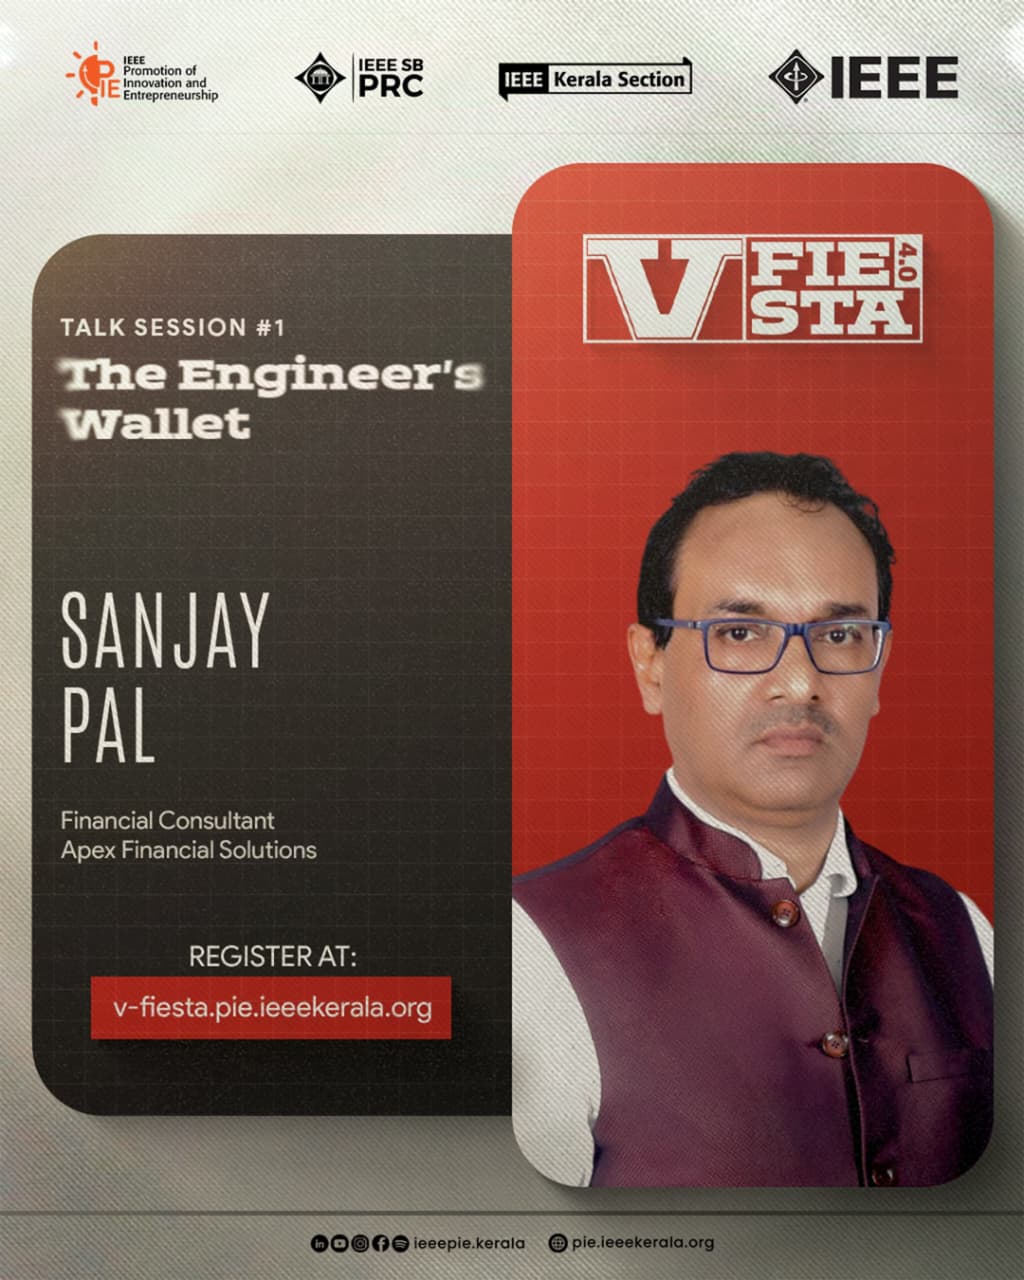 IEEE
Promotion of
Innovation and
Entrepreneurship
PIE
IEEE SB
PRC
IEEE Kerala Section
IEEE
V FIESTA 4.0
TALK SESSION #1
The Engineer's
Wallet
SANJAY
PAL
Financial Consultant
Apex Financial Solutions
REGISTER AT:
v-fiesta.pie.ieeekerala.org
ieeepie.kerala
pie.ieeekerala.org